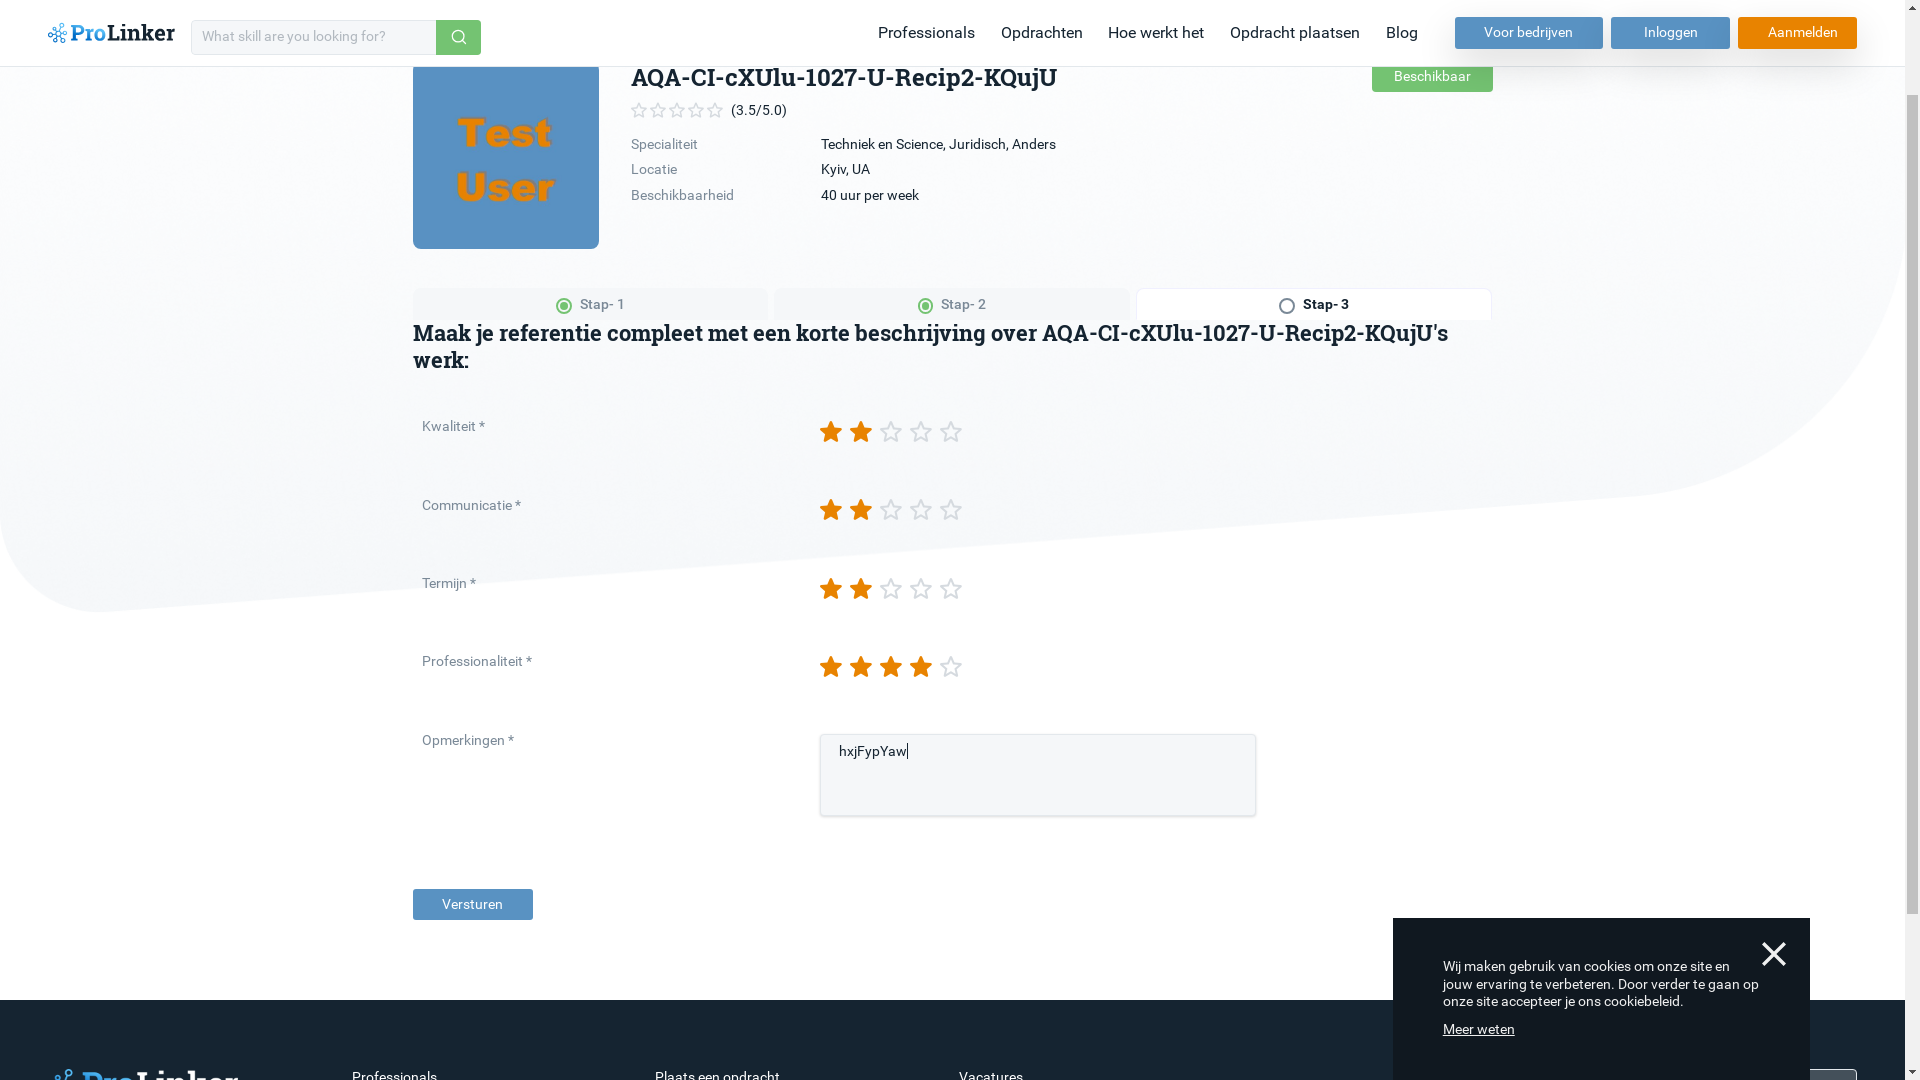 ProLinker
What skill are you looking for?
Professionals Opdrachten Hoe werkt het Opdracht plaatsen Blog
Voor bedrijven Inloggen Aanmelden
Test
User
AQA-CI-cXUlu-1027-U-Recip2-KQujU
Beschikbaar
(3.5/5.0)
Specialiteit Techniek en Science, Juridisch, Anders
Locatie Kyiv, UA
Beschikbaarheid 40 uur per week
Stap- 1 Stap- 2 Stap- 3
Maak je referentie compleet met een korte beschrijving over AQA-CI-cXUlu-1027-U-Recip2-KQujU's
werk:
Kwaliteit *
Communicatie *
Termijn *
Professionaliteit *
Opmerkingen *
hxjFypYaw
Versturen
Wij maken gebruik van cookies om onze site en
jouw ervaring te verbeteren. Door verder te gaan op
onze site accepteer je ons cookiebeleid.
Meer weten
ProLinker
Professionals Plaats een opdracht Vacatures